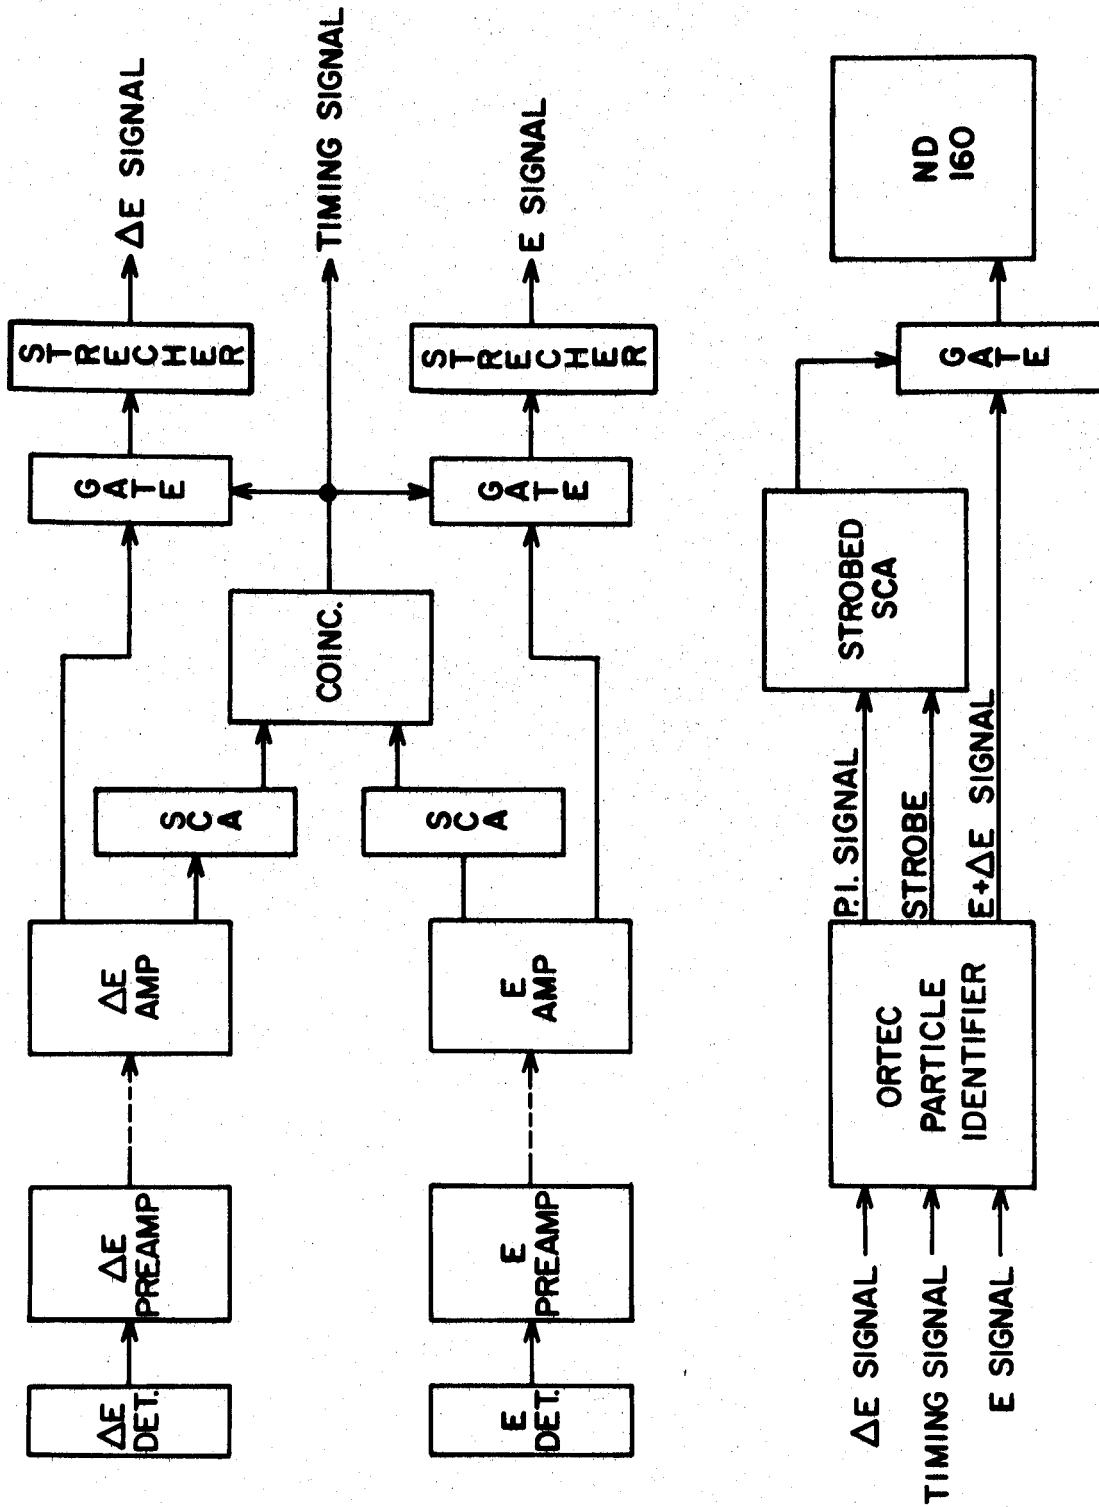 ΔE
DET.
ΔE
PREAMP
ΔE
AMP
SCA
GATE
STRECHER
ΔE SIGNAL
COINC.
TIMING SIGNAL
E
DET.
E
PREAMP
E
AMP
SCA
GATE
STRECHER
E SIGNAL
ΔE SIGNAL
TIMING SIGNAL
E SIGNAL
ORTEC
PARTICLE
IDENTIFIER
P.I. SIGNAL
STROBE
E+ΔE SIGNAL
STROBED
SCA
GATE
ND
160